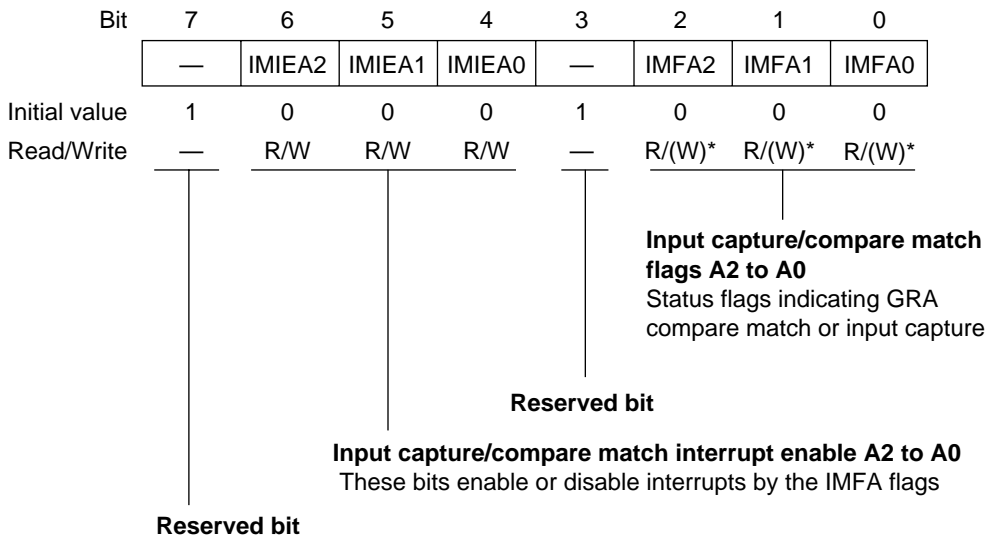 Bit 7 6 5 4 3 2 1 0
— IMIEA2 IMIEA1 IMIEA0 — IMFA2 IMFA1 IMFA0
Initial value 1 0 0 0 1 0 0 0
Read/Write — R/W R/W R/W — R/(W)* R/(W)* R/(W)*
Input capture/compare match
flags A2 to A0
Status flags indicating GRA
compare match or input capture
Reserved bit
Input capture/compare match interrupt enable A2 to A0
These bits enable or disable interrupts by the IMFA flags
Reserved bit